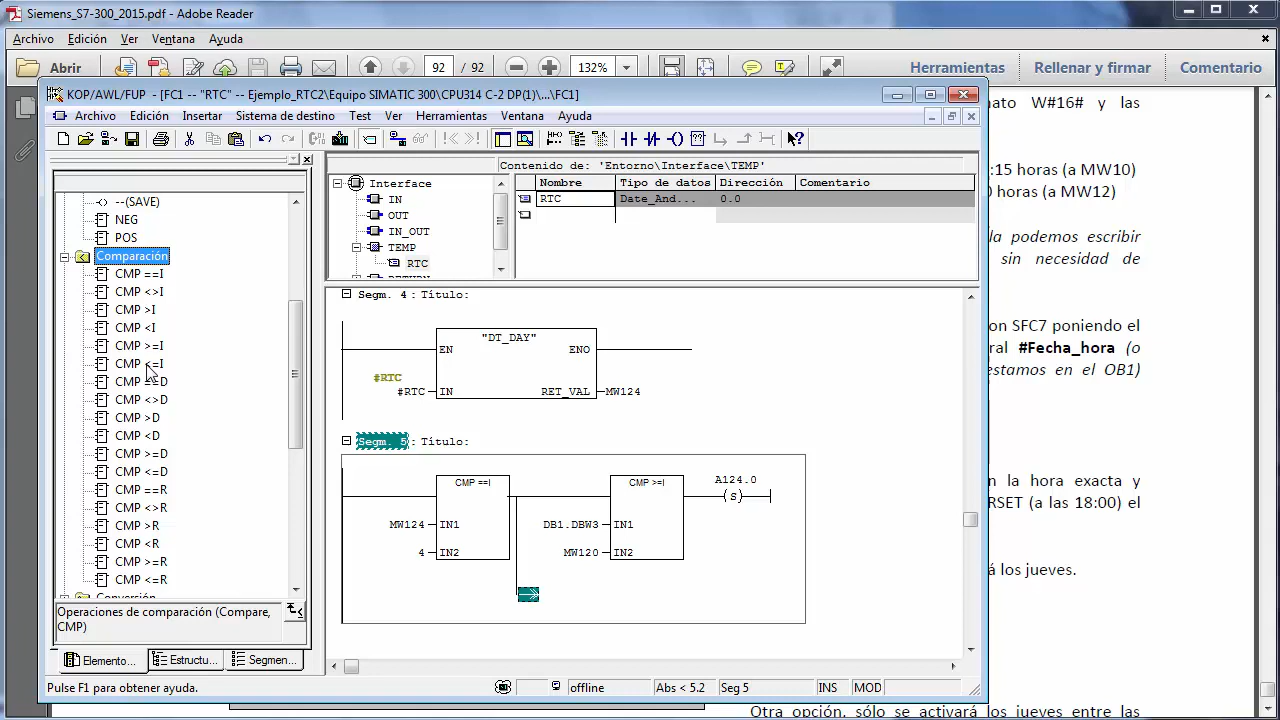 Siemens_S7-300_2015.pdf - Adobe Reader
Archivo Edición Ver Ventana Ayuda
Abrir 92 / 92 132% Herramientas Rellenar y firmar Comentario
KOP/AWL/FUP - [FC1 -- "RTC" -- Ejemplo_RTC2\Equipo SIMATIC 300\CPU314 C-2 DP(1)\...\FC1]
Archivo Edición Insertar Sistema de destino Test Ver Herramientas Ventana Ayuda
--(SAVE)
NEG
POS
Comparación
CMP ==I
CMP <>I
CMP >I
CMP <I
CMP >=I
CMP <=I
CMP ==D
CMP <>D
CMP >D
CMP <D
CMP >=D
CMP <=D
CMP ==R
CMP <>R
CMP >R
CMP <R
CMP >=R
CMP <=R
Conversión
Operaciones de comparación (Compare,
CMP)
Elemento... Estructu... Segmen...
Contenido de: 'Entorno\Interface\TEMP'
Interface
IN
OUT
IN_OUT
TEMP
RTC
RETURN
Nombre Tipo de datos Dirección Comentario
RTC Date_And... 0.0
Segm. 4 : Título:
"DT_DAY"
EN ENO
#RTC
#RTC IN RET_VAL MW124
Segm. 5 : Título:
CMP ==I CMP >=I A124.0
(S)
MW124 IN1 DB1.DBW3 IN1
4 IN2 MW120 IN2
Pulse F1 para obtener ayuda. offline Abs < 5.2 Seg 5 INS MOD
nato W#16# y las
:15 horas (a MW10)
0 horas (a MW12)
la podemos escribir
sin necesidad de
on SFC7 poniendo el
ral #Fecha_hora (o
estamos en el OB1)
n la hora exacta y
RSET (a las 18:00) el
á los jueves.
Otra opción, sólo se activará los jueves entre las